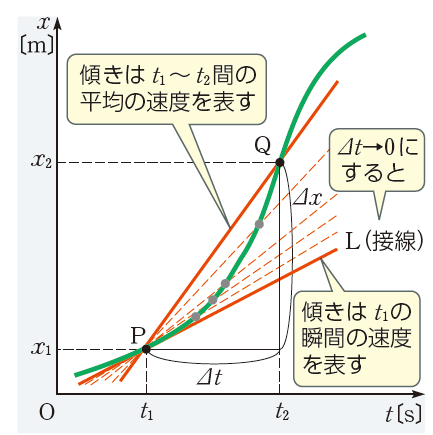 x
〔m〕
傾きは t₁～t₂間の
平均の速度を表す
Q
Δt→0に
すると
x₂
Δx
L（接線）
傾きは t₁の
瞬間の速度
を表す
P
x₁
Δt
O
t₁
t₂
t〔s〕